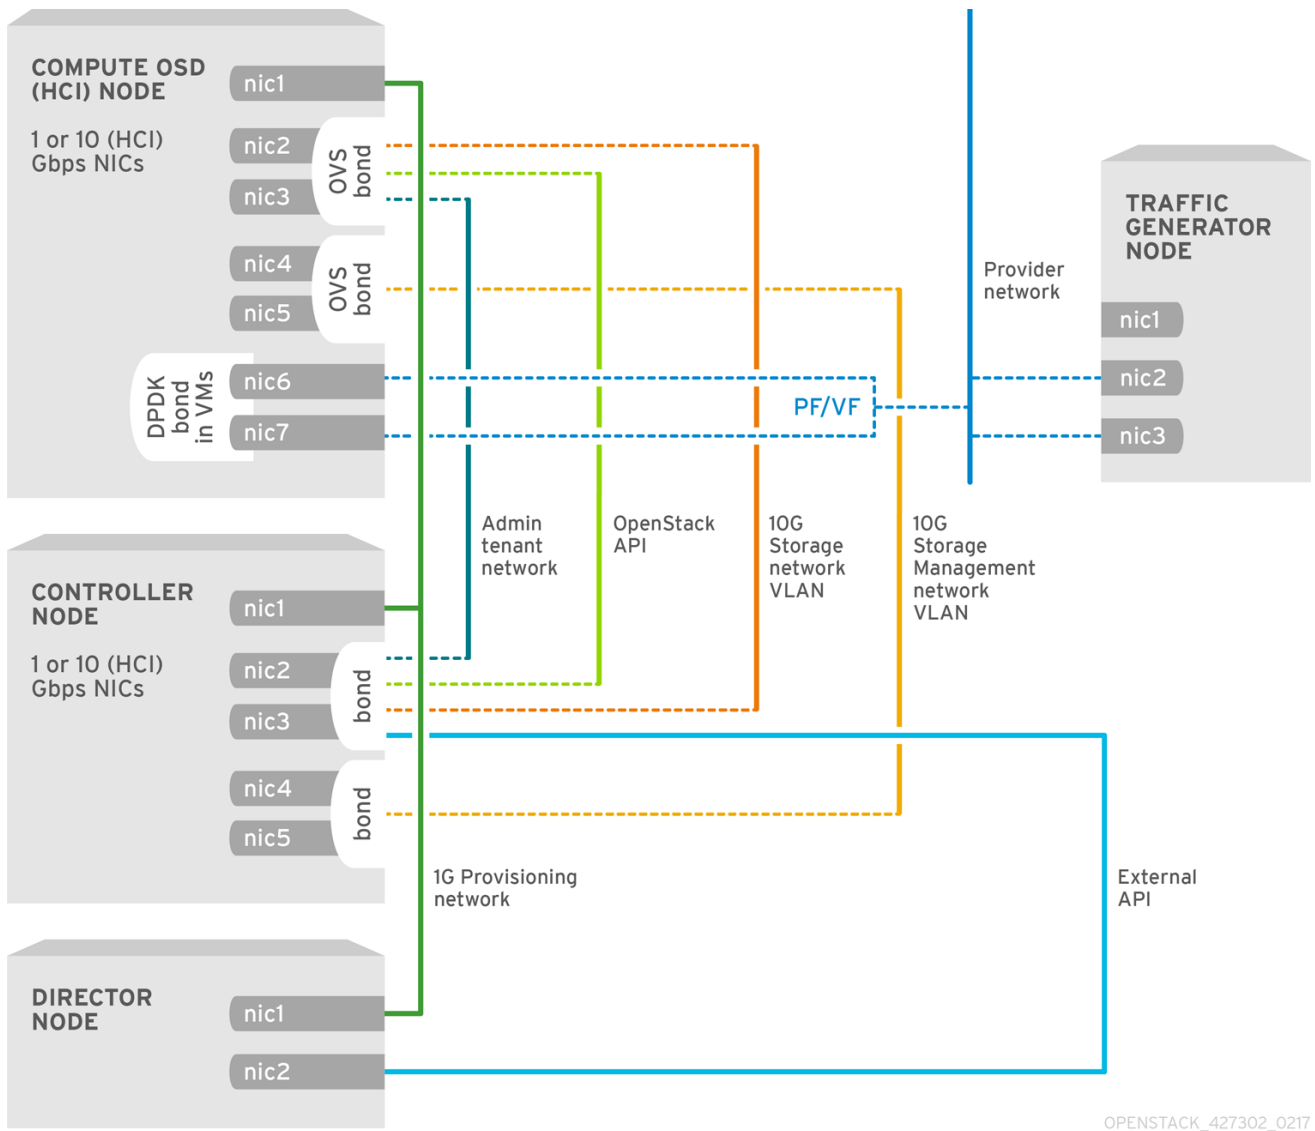 COMPUTE OSD
(HCI) NODE
1 or 10 (HCI)
Gbps NICs
nic1
nic2
nic3
OVS
bond
nic4
nic5
OVS
bond
DPDK
bond
in VMs
nic6
nic7
PF/VF
Provider
network
TRAFFIC
GENERATOR
NODE
nic1
nic2
nic3
Admin
tenant
network
OpenStack
API
10G
Storage
network
VLAN
10G
Storage
Management
network
VLAN
CONTROLLER
NODE
1 or 10 (HCI)
Gbps NICs
nic1
nic2
nic3
bond
nic4
nic5
bond
1G Provisioning
network
External
API
DIRECTOR
NODE
nic1
nic2
OPENSTACK_427302_0217